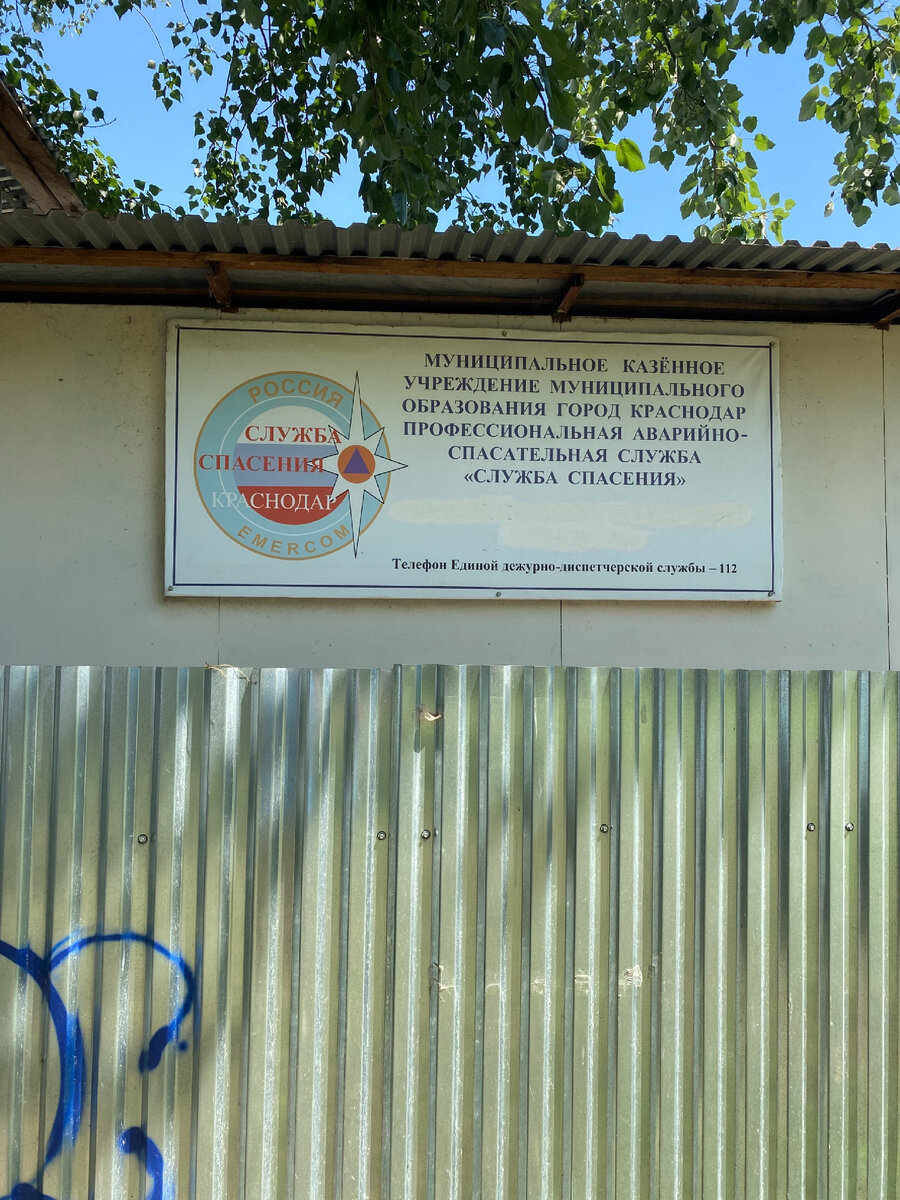 РОССИЯ
СЛУЖБА
СПАСЕНИЯ
КРАСНОДАР
EMERCOM
МУНИЦИПАЛЬНОЕ КАЗЁННОЕ
УЧРЕЖДЕНИЕ МУНИЦИПАЛЬНОГО
ОБРАЗОВАНИЯ ГОРОД КРАСНОДАР
ПРОФЕССИОНАЛЬНАЯ АВАРИЙНО-
СПАСАТЕЛЬНАЯ СЛУЖБА
«СЛУЖБА СПАСЕНИЯ»
Телефон Единой дежурно-диспетчерской службы – 112